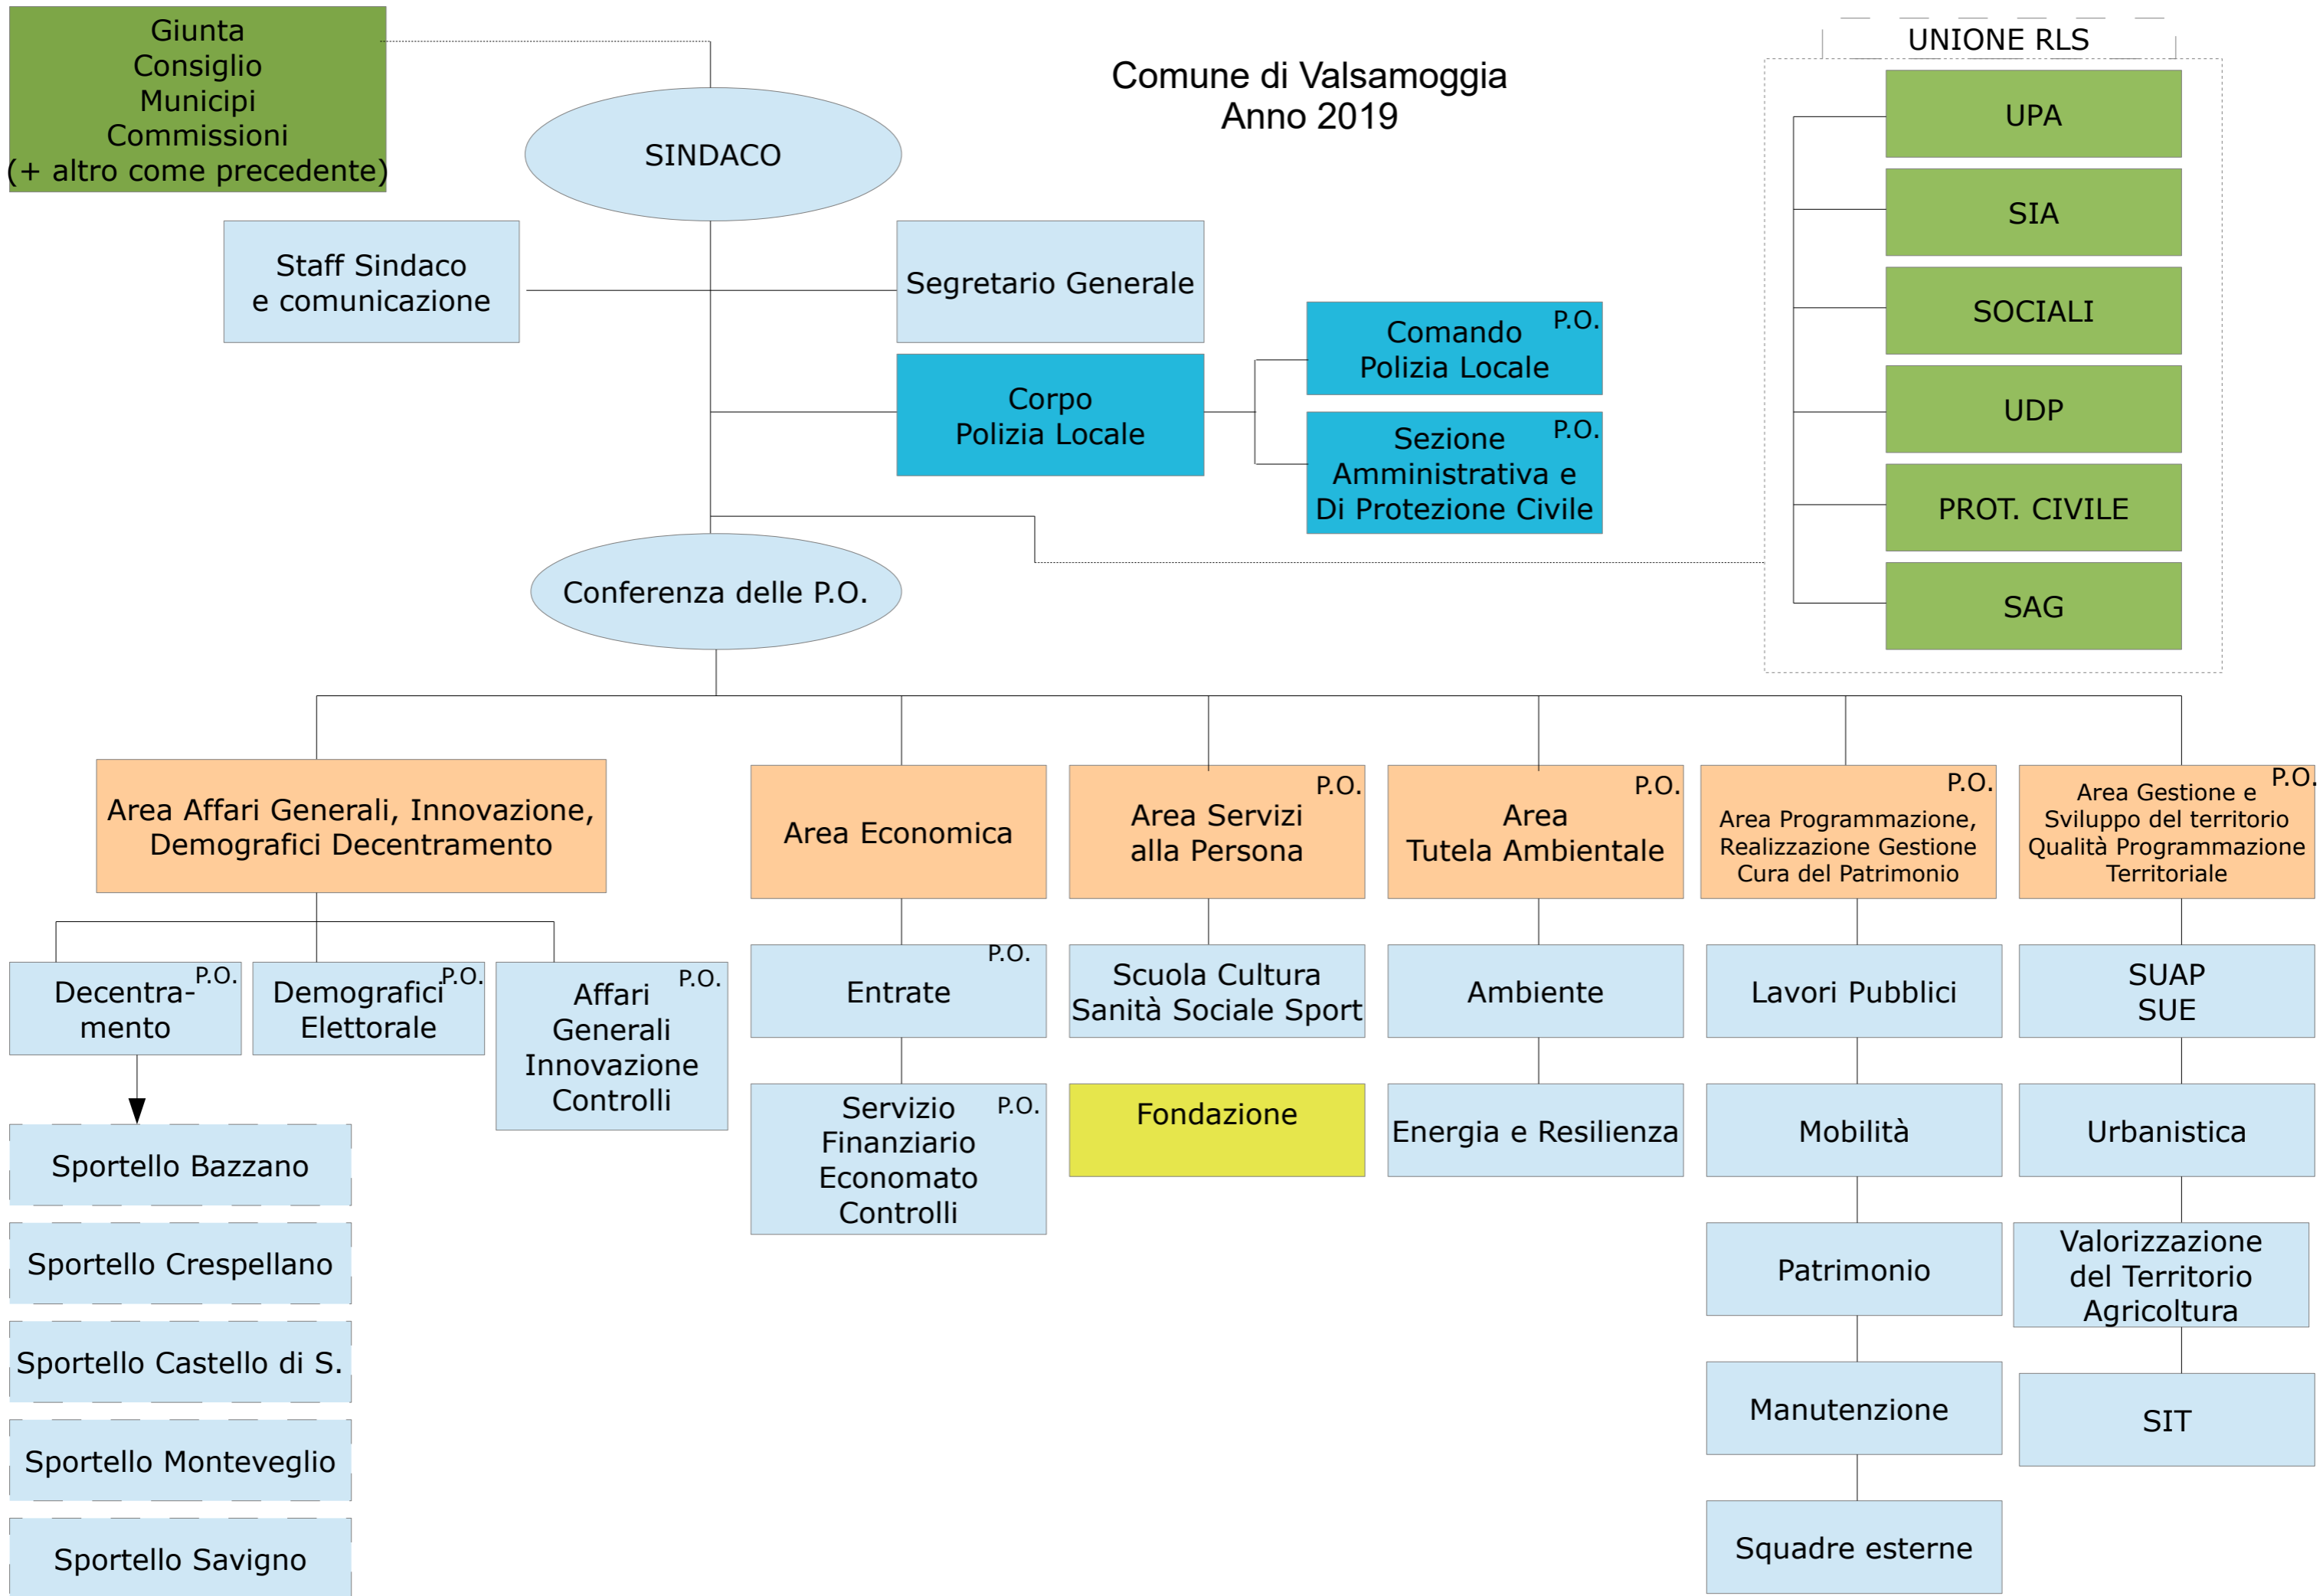 Giunta
Consiglio
Municipi
Commissioni
(+ altro come precedente)
SINDACO
Comune di Valsamoggia
Anno 2019
UNIONE RLS
UPA
SIA
SOCIALI
UDP
PROT. CIVILE
SAG
Staff Sindaco
e comunicazione
Segretario Generale
Corpo
Polizia Locale
P.O.
Comando
Polizia Locale
P.O.
Sezione
Amministrativa e
Di Protezione Civile
Conferenza delle P.O.
Area Affari Generali, Innovazione,
Demografici Decentramento
Area Economica
P.O.
Area Servizi
alla Persona
P.O.
Area
Tutela Ambientale
P.O.
Area Programmazione,
Realizzazione Gestione
Cura del Patrimonio
P.O.
Area Gestione e
Sviluppo del territorio
Qualità Programmazione
Territoriale
P.O.
Decentra-
mento
P.O.
Demografici
Elettorale
P.O.
Affari
Generali
Innovazione
Controlli
P.O.
Entrate
Scuola Cultura
Sanità Sociale Sport
Ambiente
Lavori Pubblici
SUAP
SUE
P.O.
Servizio
Finanziario
Economato
Controlli
Fondazione
Energia e Resilienza
Mobilità
Urbanistica
Sportello Bazzano
Sportello Crespellano
Sportello Castello di S.
Sportello Monteveglio
Sportello Savigno
Patrimonio
Valorizzazione
del Territorio
Agricoltura
Manutenzione
SIT
Squadre esterne